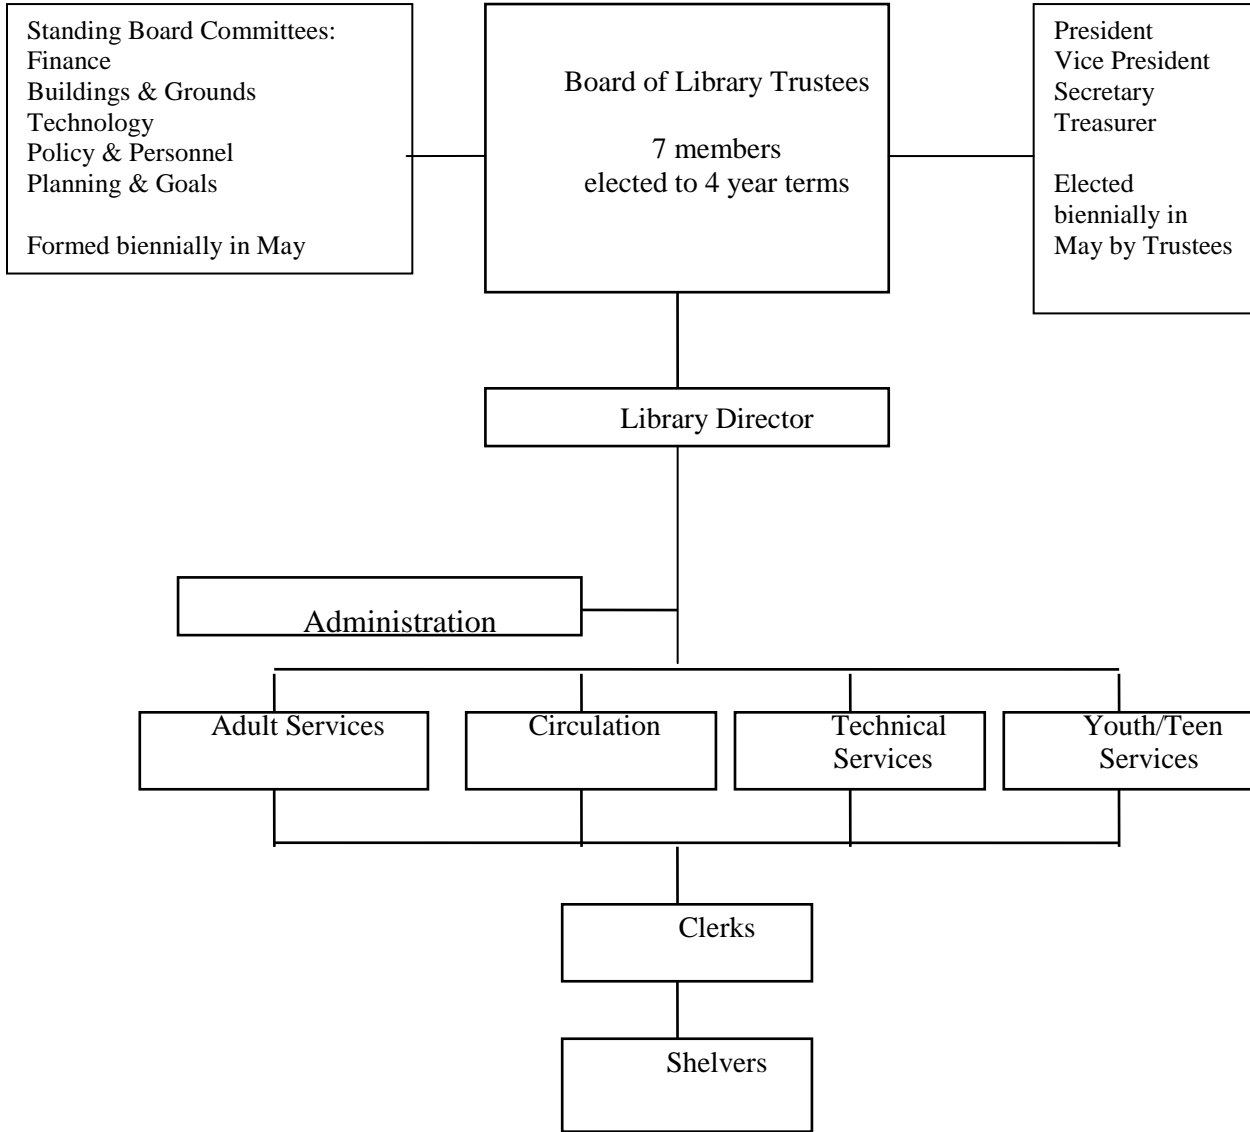 Standing Board Committees:
Finance
Buildings & Grounds
Technology
Policy & Personnel
Planning & Goals
Formed biennially in May
Board of Library Trustees
7 members
elected to 4 year terms
President
Vice President
Secretary
Treasurer
Elected
biennially in
May by Trustees
Library Director
Administration
Adult Services
Circulation
Technical
Services
Youth/Teen
Services
Clerks
Shelvers